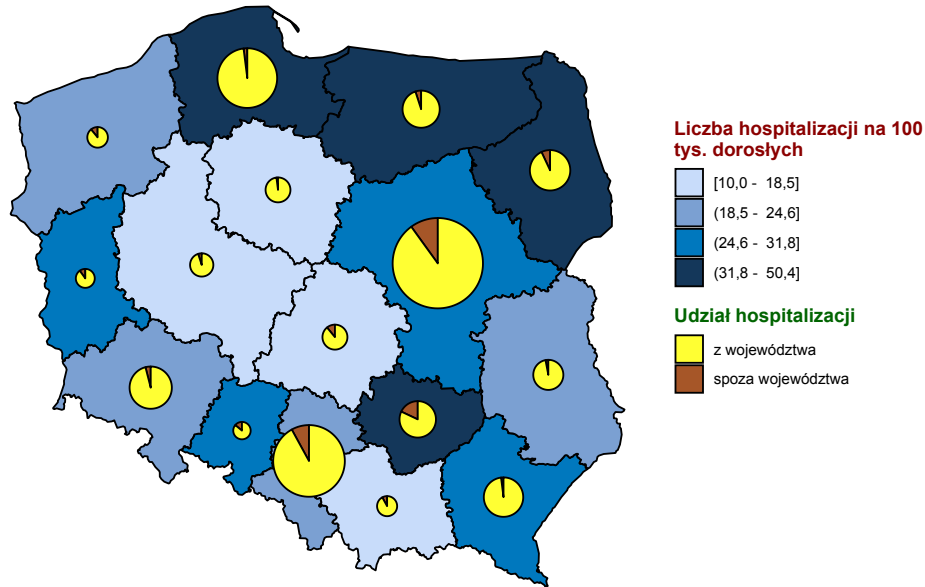 Liczba hospitalizacji na 100
tys. dorosłych
[10,0 - 18,5]
(18,5 - 24,6]
(24,6 - 31,8]
(31,8 - 50,4]
Udział hospitalizacji
z województwa
spoza województwa